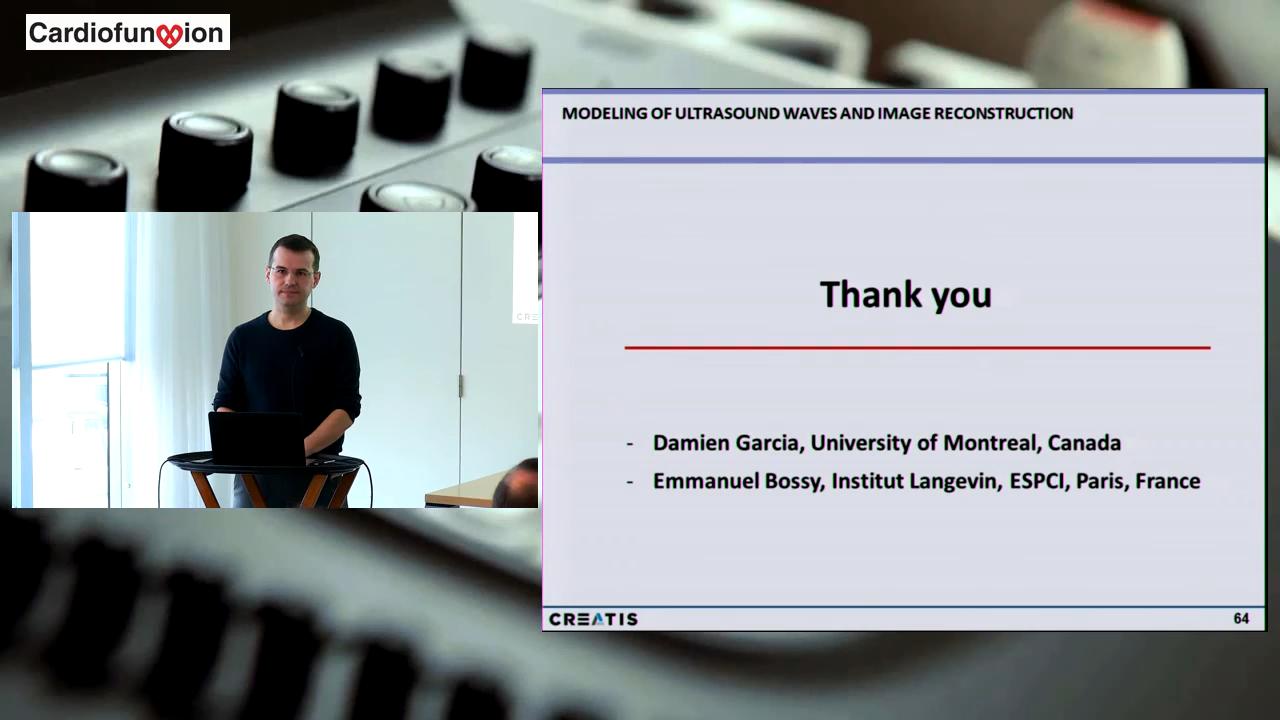 Cardiofunxion
MODELING OF ULTRASOUND WAVES AND IMAGE RECONSTRUCTION
Thank you
- Damien Garcia, University of Montreal, Canada
- Emmanuel Bossy, Institut Langevin, ESPCI, Paris, France
CREATIS
64